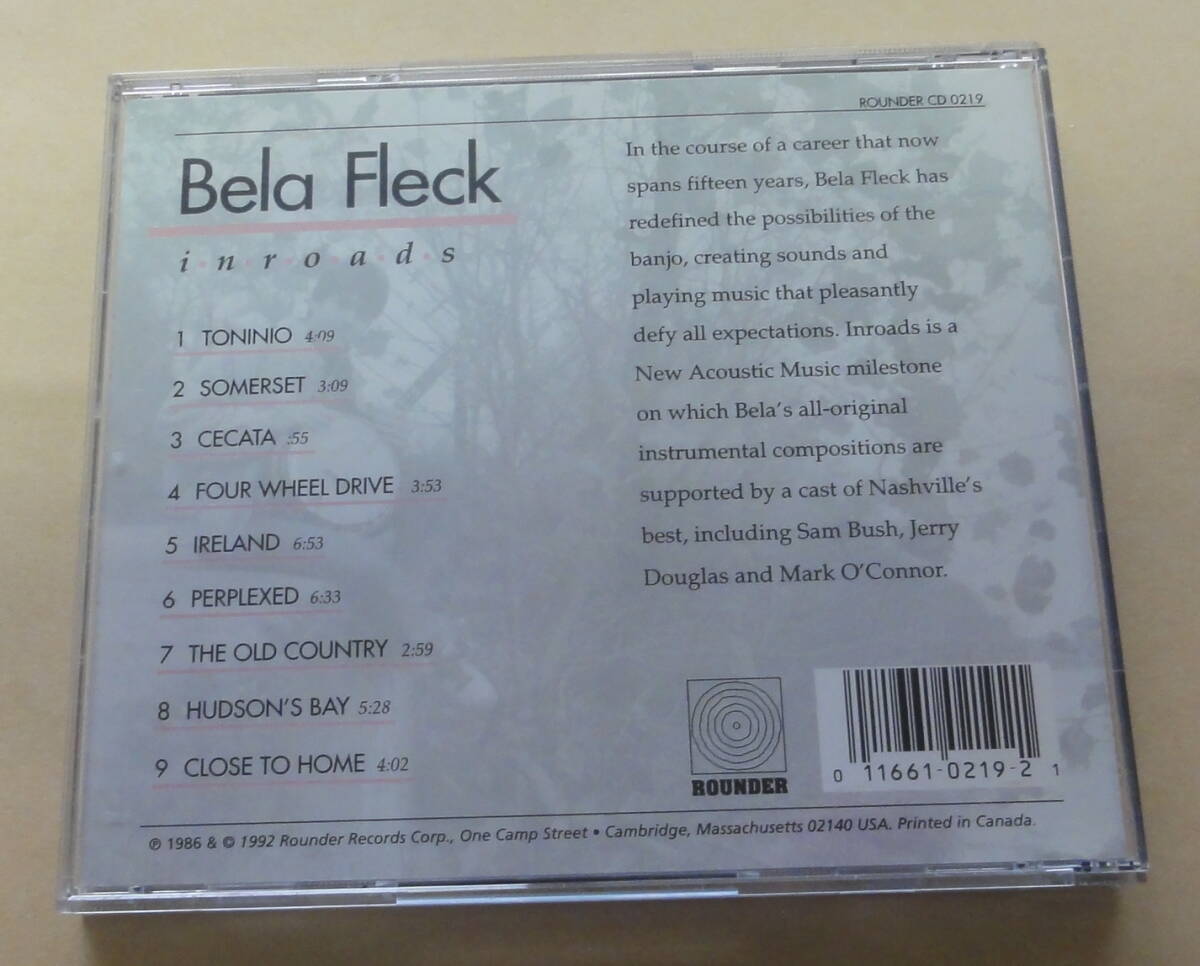 ROUNDER CD 0219
Bela Fleck
i·n·r·o·a·d·s
1 TONINIO 4:09
2 SOMERSET 3:09
3 CECATA :55
4 FOUR WHEEL DRIVE 3:53
5 IRELAND 6:53
6 PERPLEXED 6:33
7 THE OLD COUNTRY 2:59
8 HUDSON'S BAY 5:28
9 CLOSE TO HOME 4:02
In the course of a career that now
spans fifteen years, Bela Fleck has
redefined the possibilities of the
banjo, creating sounds and
playing music that pleasantly
defy all expectations. Inroads is a
New Acoustic Music milestone
on which Bela's all-original
instrumental compositions are
supported by a cast of Nashville's
best, including Sam Bush, Jerry
Douglas and Mark O'Connor.
ROUNDER
0 11661-0219-2 1
℗ 1986 & © 1992 Rounder Records Corp., One Camp Street • Cambridge, Massachusetts 02140 USA. Printed in Canada.